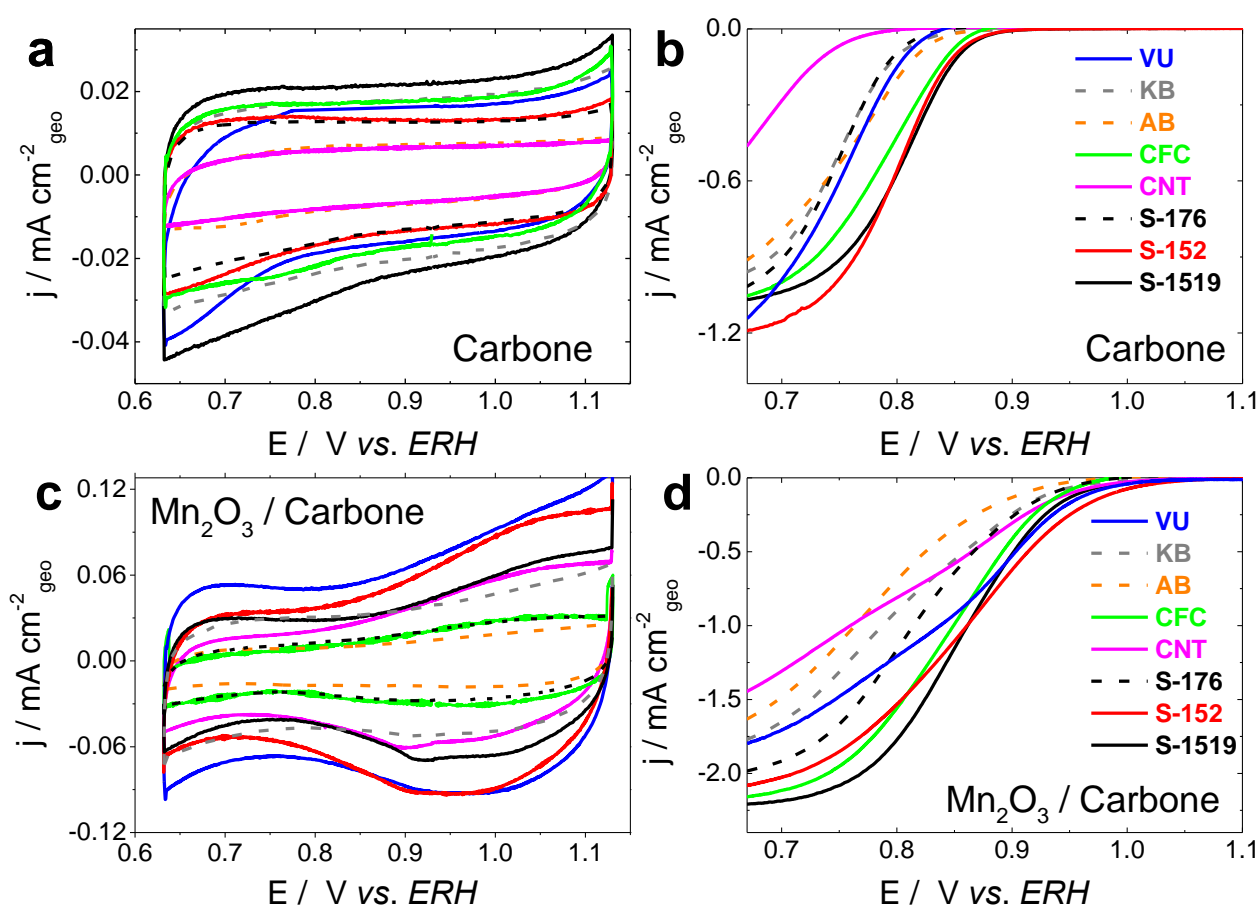 a
j / mA cm⁻²geo
0.02
0.00
-0.02
-0.04
0.6 0.7 0.8 0.9 1.0 1.1
E / V vs. ERH
Carbone
b
j / mA cm⁻²geo
0.0
-0.6
-1.2
0.7 0.8 0.9 1.0 1.1
E / V vs. ERH
VU
KB
AB
CFC
CNT
S-176
S-152
S-1519
Carbone
c
Mn₂O₃ / Carbone
j / mA cm⁻²geo
0.12
0.06
0.00
-0.06
-0.12
0.6 0.7 0.8 0.9 1.0 1.1
E / V vs. ERH
d
j / mA cm⁻²geo
0.0
-0.5
-1.0
-1.5
-2.0
0.7 0.8 0.9 1.0 1.1
E / V vs. ERH
VU
KB
AB
CFC
CNT
S-176
S-152
S-1519
Mn₂O₃ / Carbone